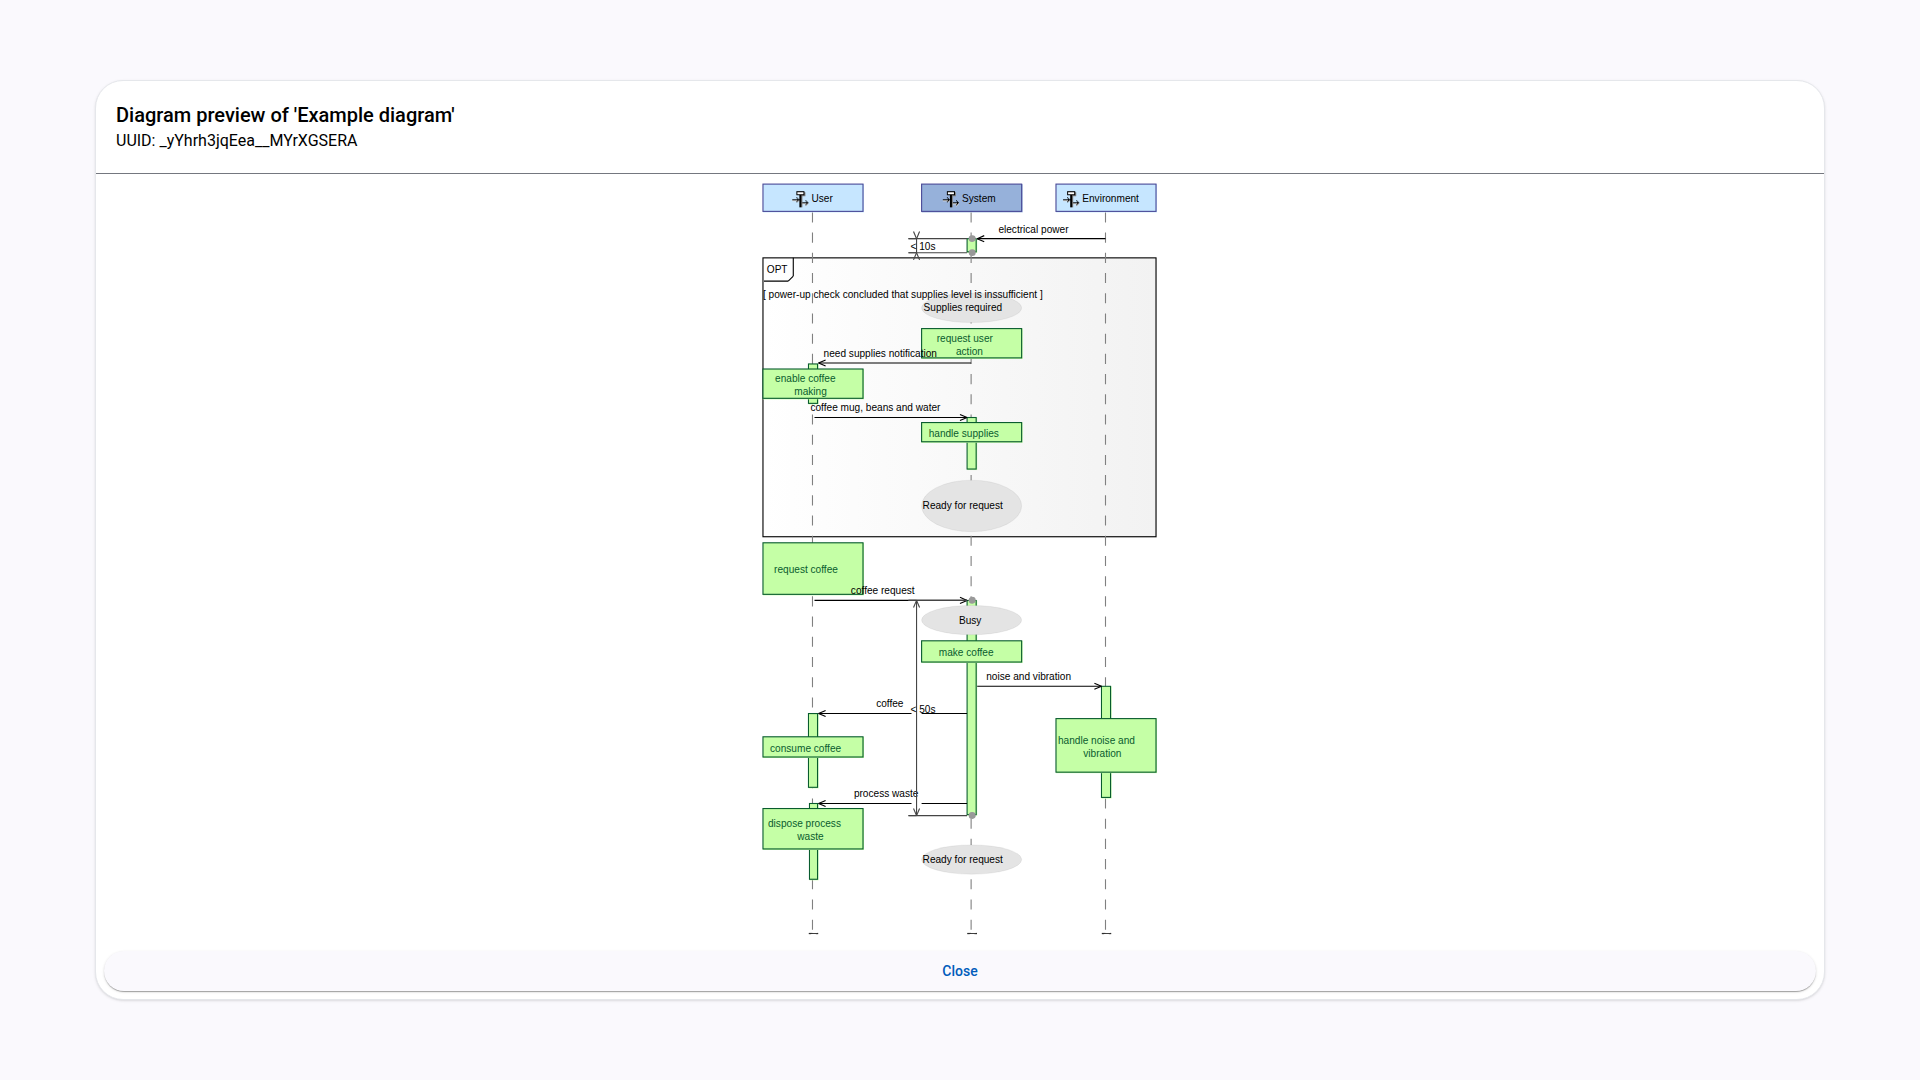 Diagram preview of 'Example diagram'
UUID: _yYhrh3jqEea__MYrXGSERA
User
System
Environment
electrical power
< 10s
OPT
[ power-up check concluded that supplies level is inssufficient ]
Supplies required
request user
action
need supplies notification
enable coffee
making
coffee mug, beans and water
handle supplies
Ready for request
request coffee
coffee request
Busy
make coffee
noise and vibration
coffee
< 50s
handle noise and
vibration
consume coffee
process waste
dispose process
waste
Ready for request
Close